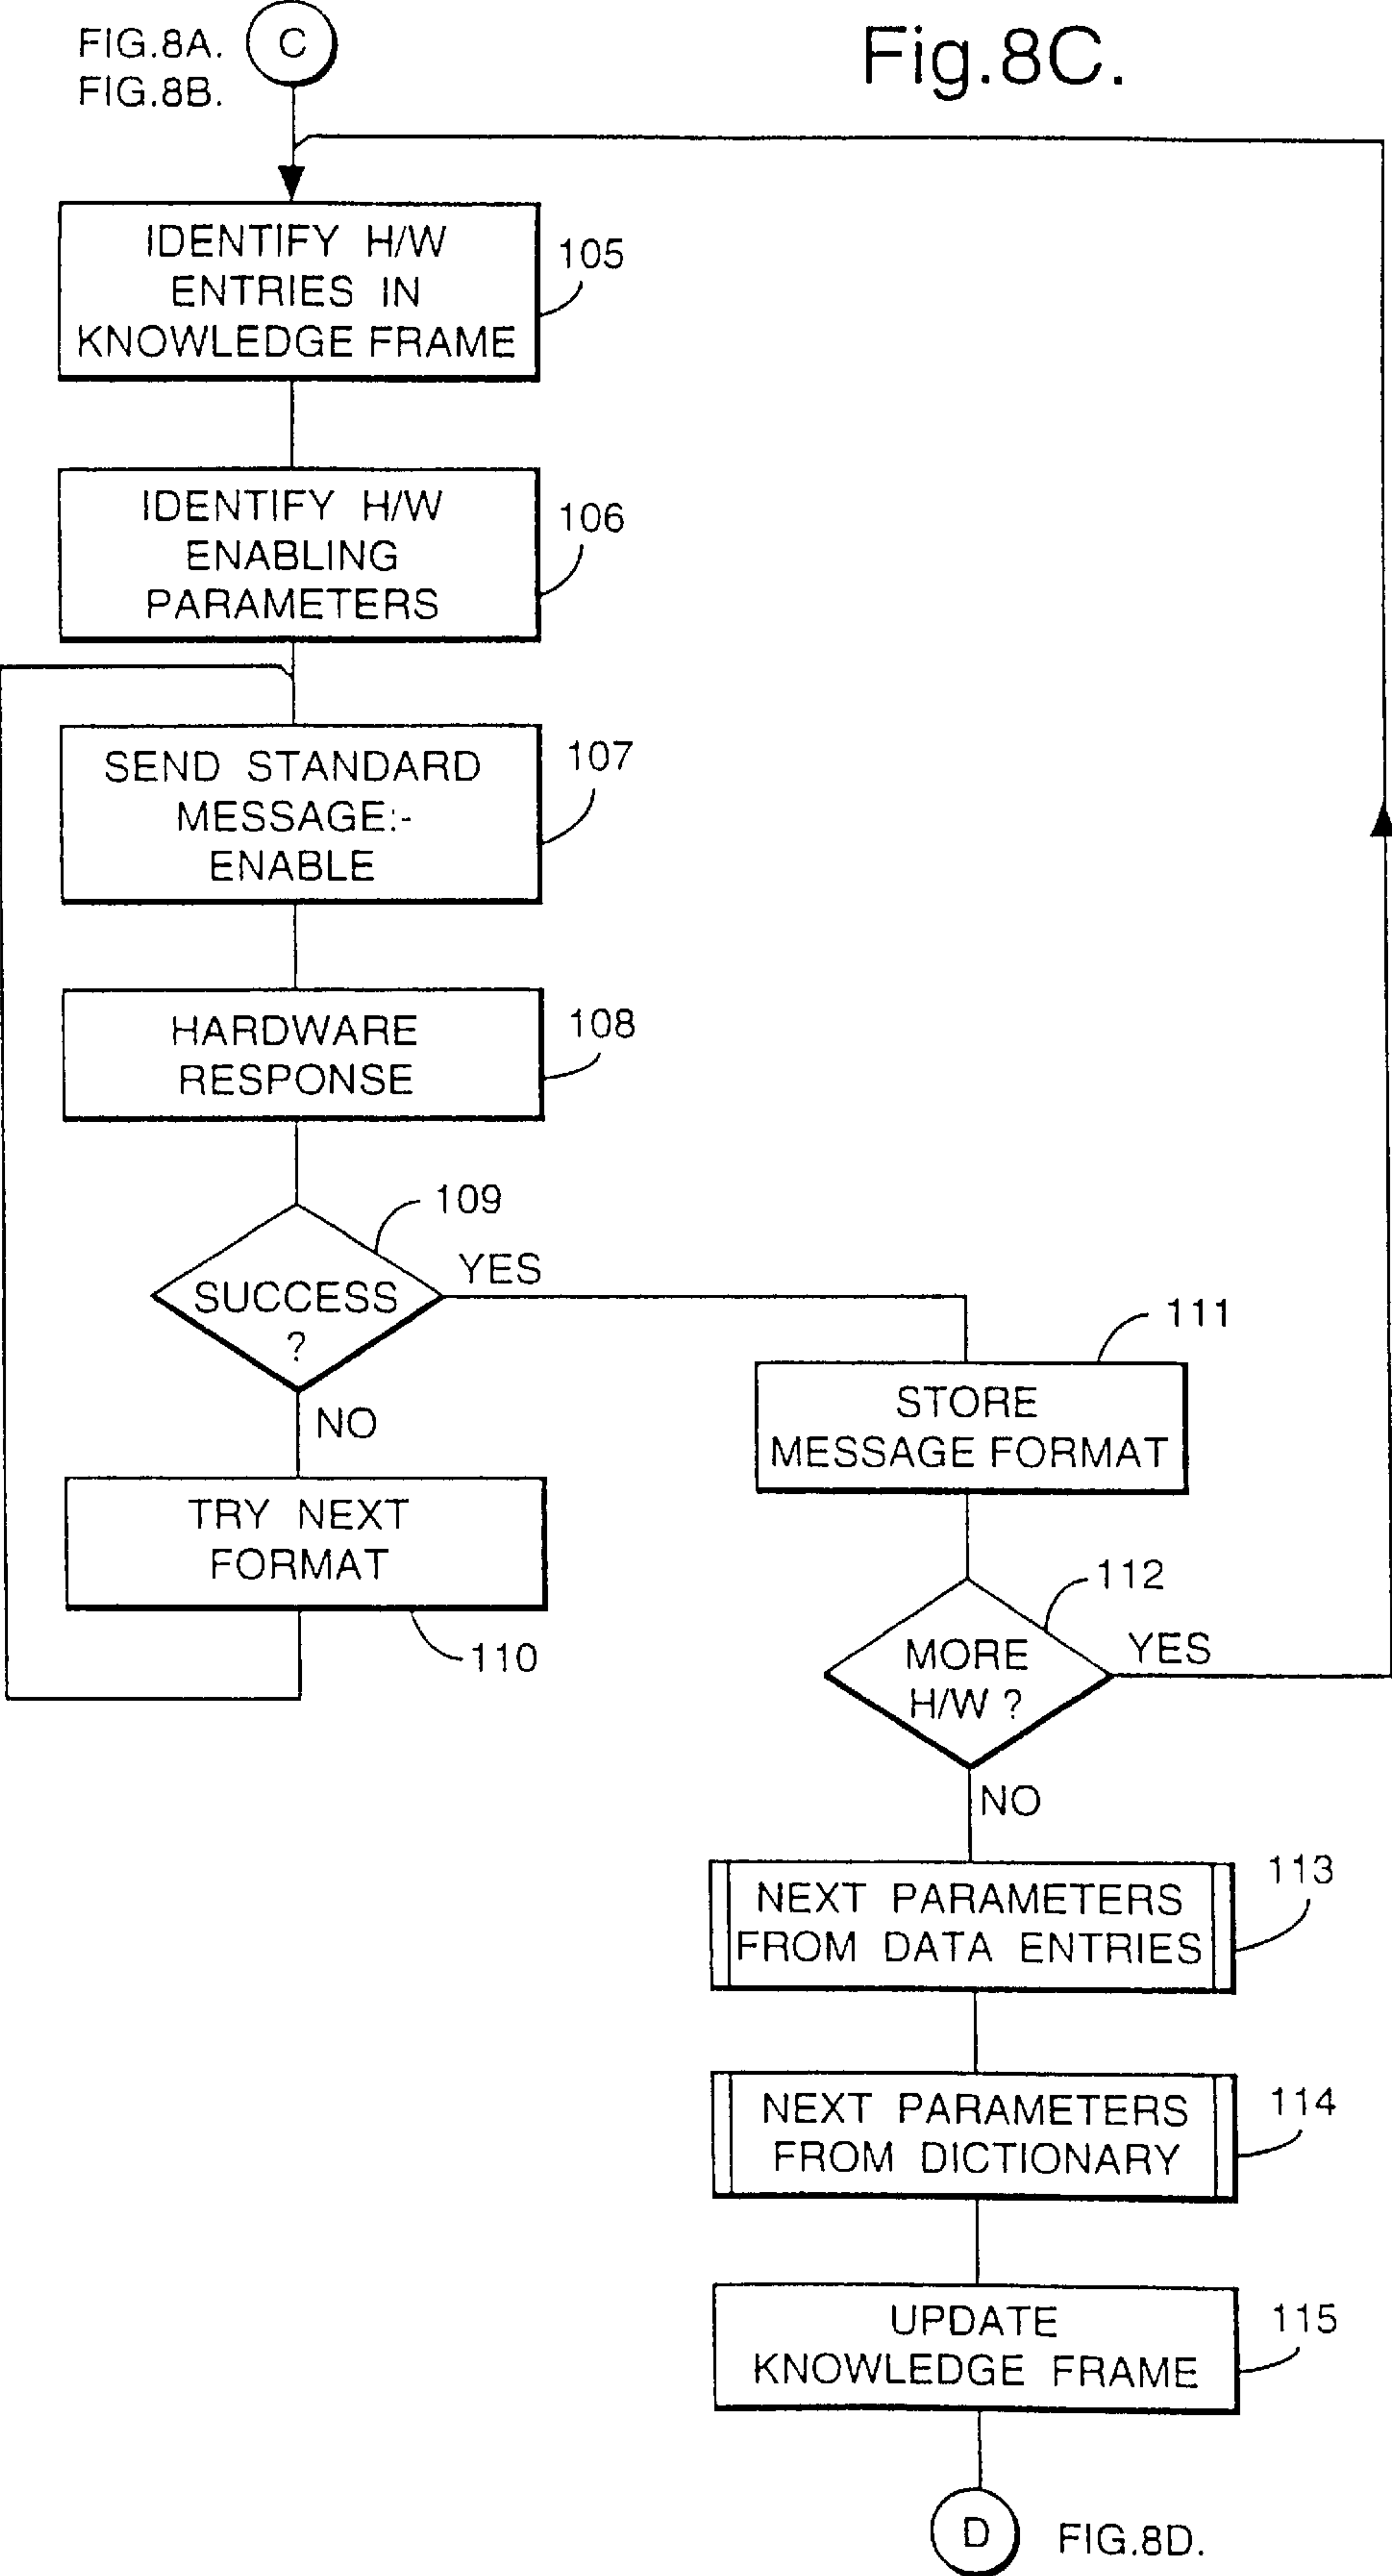 FIG.8A.
FIG.8B.
C
Fig.8C.
IDENTIFY H/W
ENTRIES IN
KNOWLEDGE FRAME
105
IDENTIFY H/W
ENABLING
PARAMETERS
106
SEND STANDARD
MESSAGE:-
ENABLE
107
HARDWARE
RESPONSE
108
109
SUCCESS
?
YES
NO
TRY NEXT
FORMAT
110
111
STORE
MESSAGE FORMAT
112
MORE
H/W ?
YES
NO
NEXT PARAMETERS
FROM DATA ENTRIES
113
NEXT PARAMETERS
FROM DICTIONARY
114
UPDATE
KNOWLEDGE FRAME
115
D
FIG.8D.